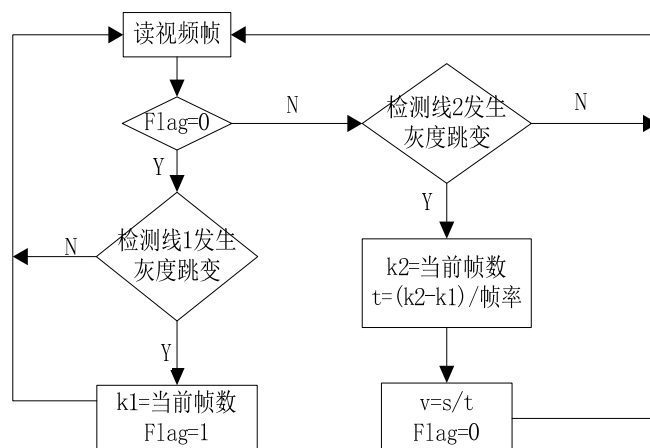 读视频帧
Flag=0
N
检测线2发生
灰度跳变
N
Y
Y
检测线1发生
灰度跳变
N
k2=当前帧数
t=(k2-k1)/帧率
Y
k1=当前帧数
Flag=1
v=s/t
Flag=0